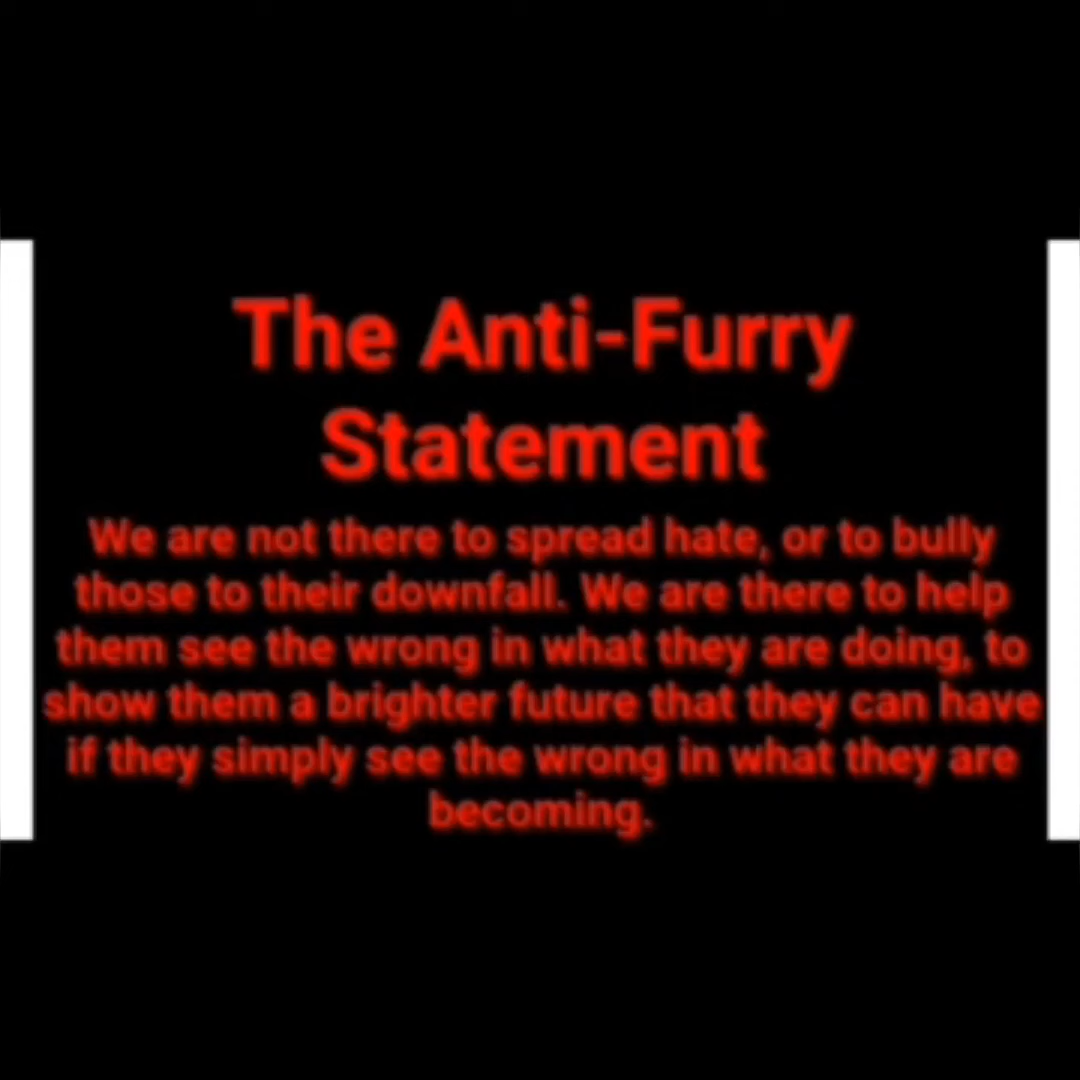 The Anti-Furry
Statement
We are not there to spread hate, or to bully
those to their downfall. We are there to help
them see the wrong in what they are doing, to
show them a brighter future that they can have
if they simply see the wrong in what they are
becoming.